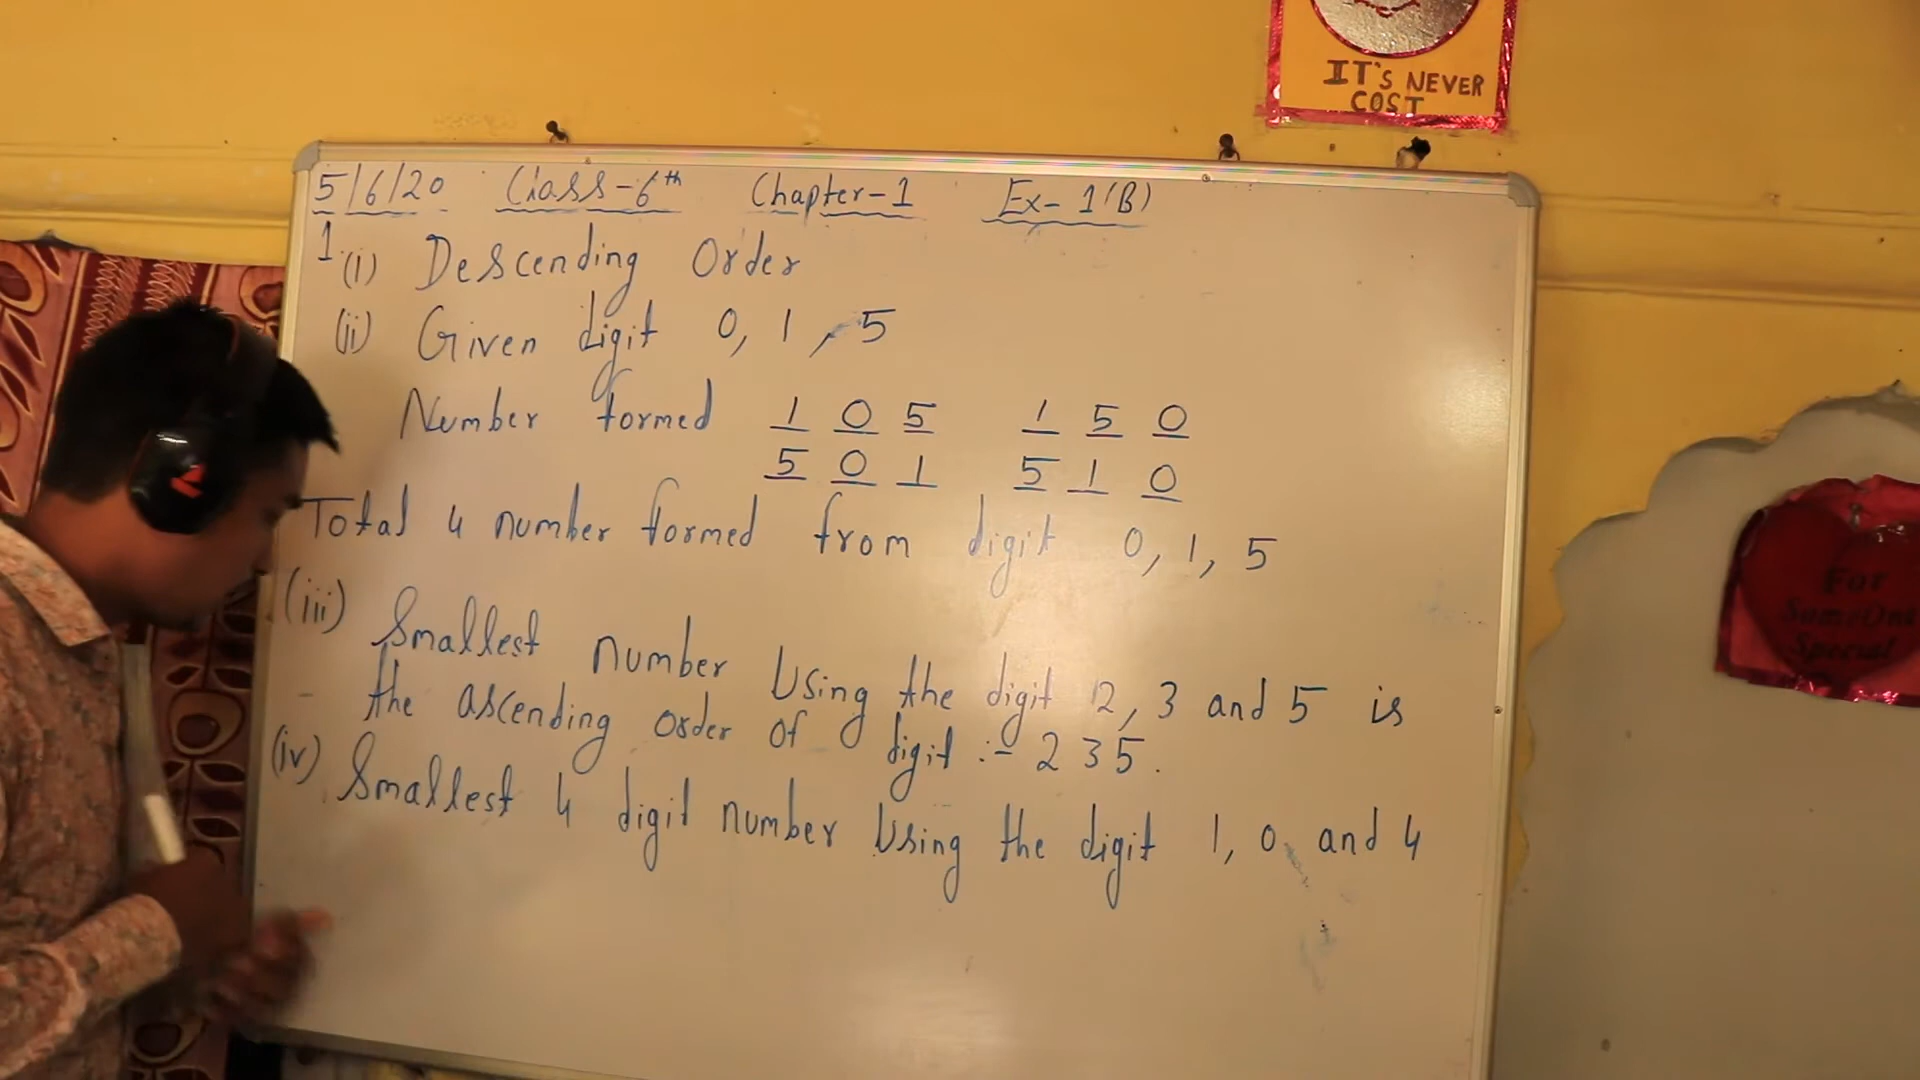 IT'S NEVER
COST
5/6/20 Class-6th Chapter-1 Ex-1(B)
1.(i) Descending Order
(ii) Given digit 0, 1, 5
Number formed 1 0 5 1 5 0
5 0 1 5 1 0
Total 4 number formed from digit 0, 1, 5
(iii) Smallest number Using the digit 2, 3 and 5 is
the ascending order of digit :- 2 3 5.
(iv) Smallest 4 digit number Using the digit 1, 0 and 4
For
SomeOne
Special